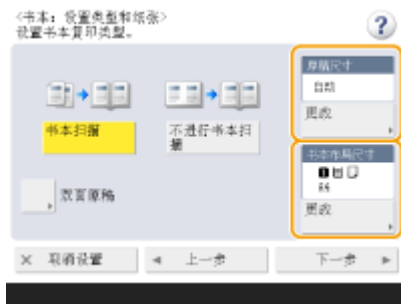 <书本：设置类型和纸张>
设置书本复印类型。
?
原稿尺寸
自动
更改
书本扫描
不进行书本扫
描
书本布局尺寸
更改
双面原稿
× 取消设置
上一步
下一步